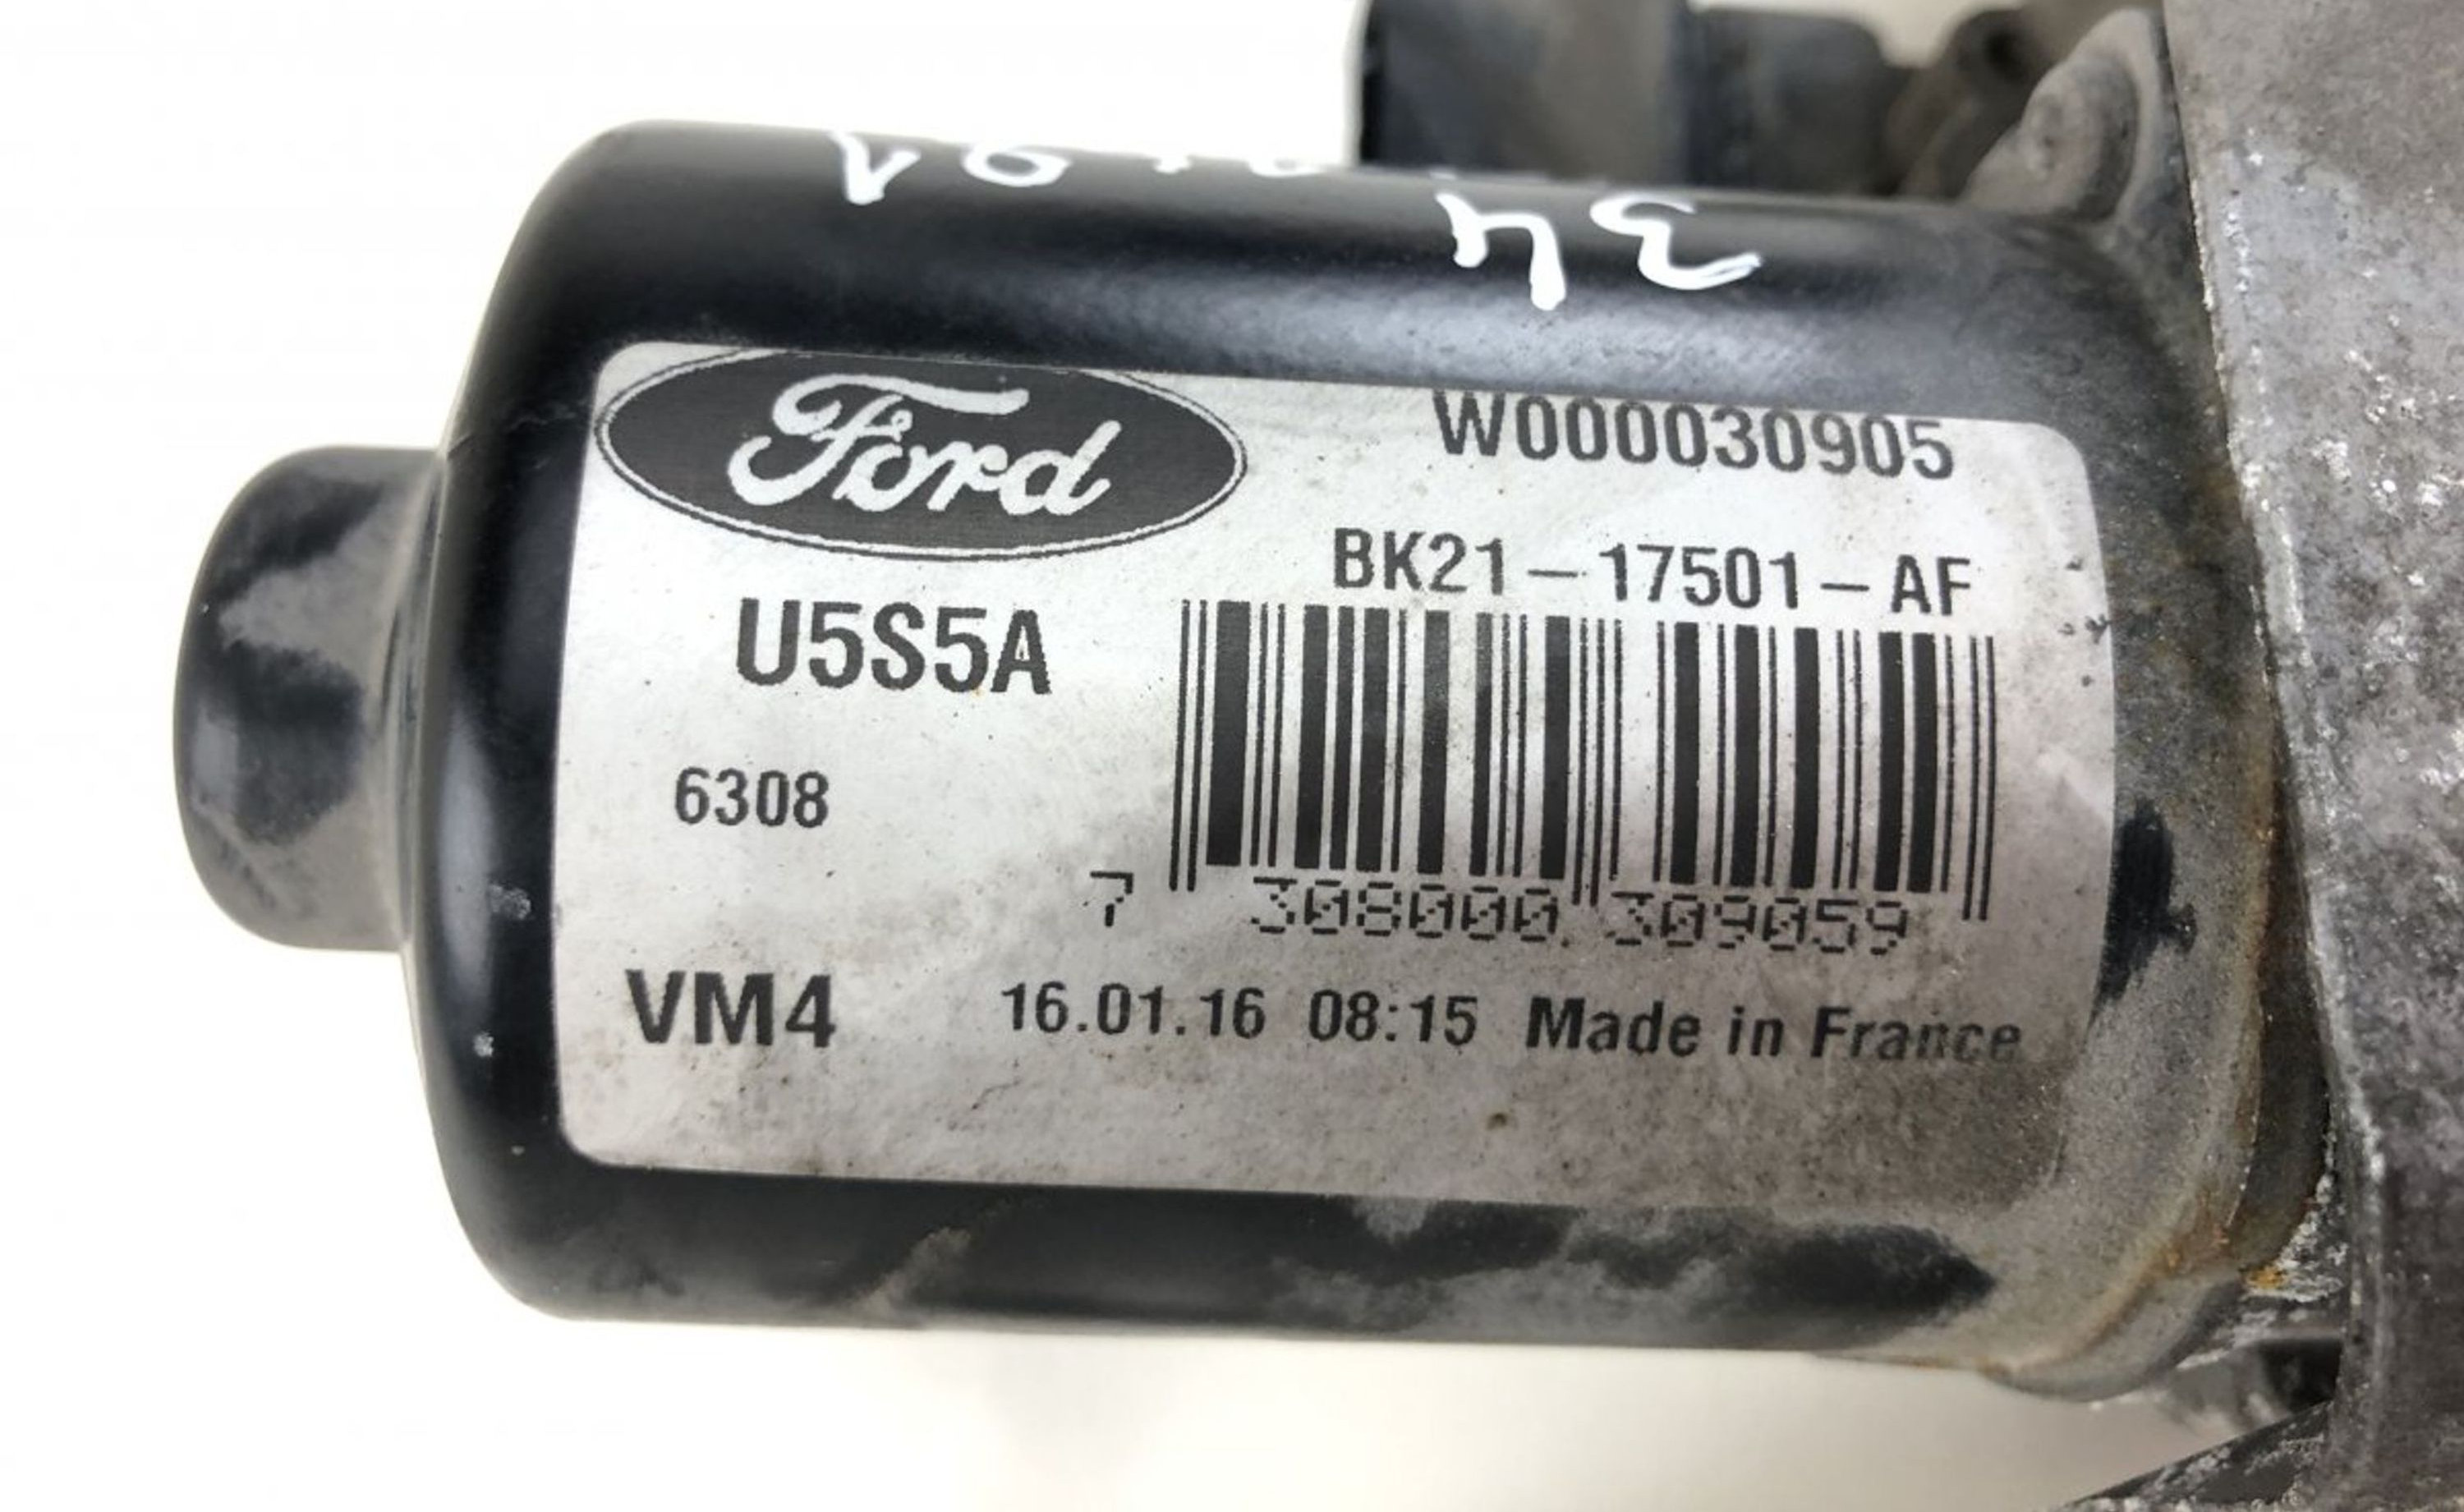 34
Ford
W000030905
BK21-17501-AF
U5S5A
6308
7 308000 309059
VM4 16.01.16 08:15 Made in France